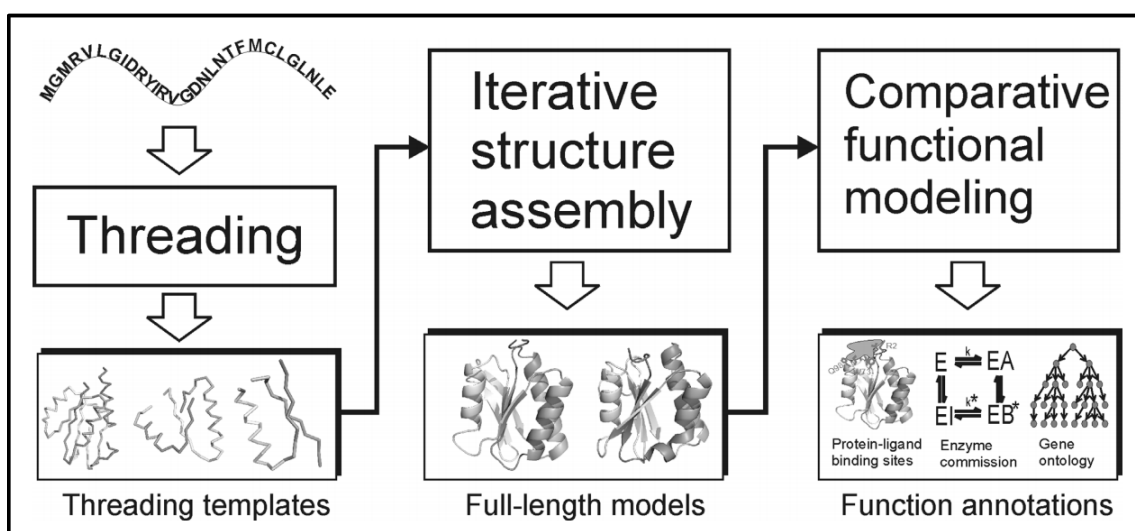 MGMRVLGIDRYIRVGDNLNTFMCLGLNLE
Threading
Threading templates
Iterative
structure
assembly
Full-length models
Comparative
functional
modeling
R2
E k EA
EI k* EB*
Protein-ligand
binding sites
Enzyme
commission
Gene
ontology
Function annotations